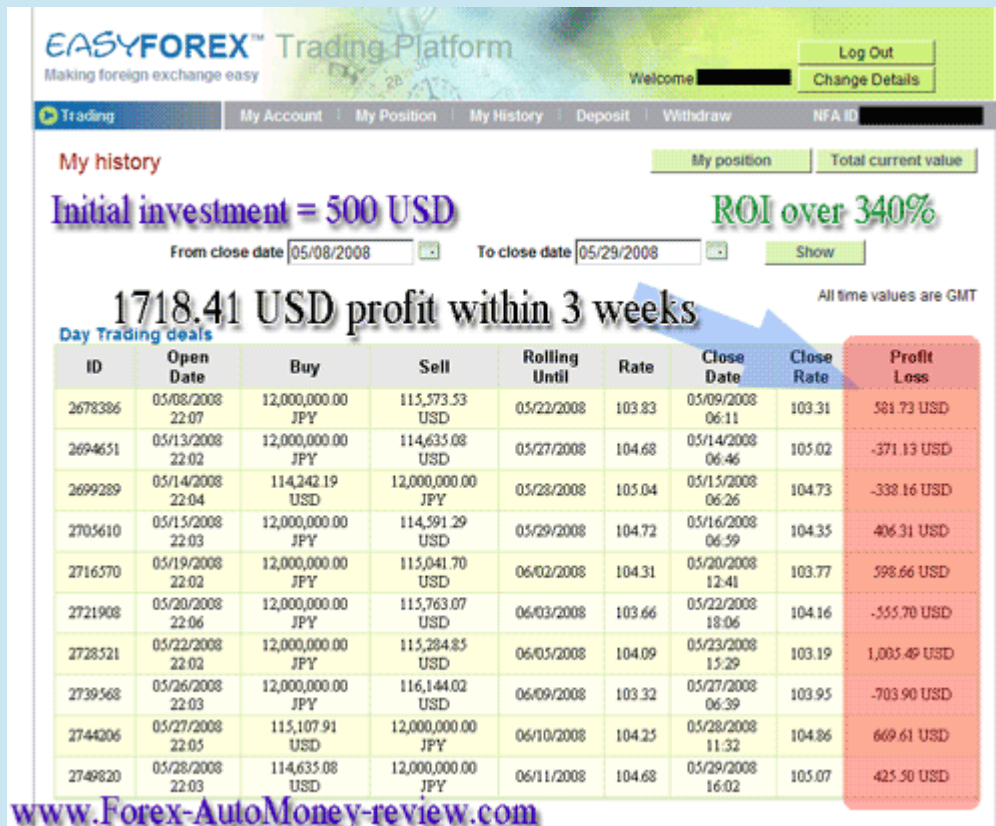 EASYFOREX™ Trading Platform
Making foreign exchange easy
Log Out
Welcome
Change Details
Trading My Account My Position My History Deposit Withdraw NFA ID
My history My position Total current value
Initial investment = 500 USD ROI over 340%
From close date 05/08/2008 To close date 05/29/2008 Show
All time values are GMT
1718.41 USD profit within 3 weeks
Day Trading deals
ID Open Date Buy Sell Rolling Until Rate Close Date Close Rate Profit Loss
2678386 05/08/2008 22:07 12,000,000.00 JPY 115,573.53 USD 05/22/2008 103.83 05/09/2008 06:11 103.31 581.73 USD
2694651 05/13/2008 22:02 12,000,000.00 JPY 114,635.08 USD 05/27/2008 104.68 05/14/2008 06:46 105.02 -371.13 USD
2699289 05/14/2008 22:04 114,242.19 USD 12,000,000.00 JPY 05/28/2008 105.04 05/15/2008 06:26 104.73 -338.16 USD
2705610 05/15/2008 22:03 12,000,000.00 JPY 114,591.29 USD 05/29/2008 104.72 05/16/2008 06:59 104.35 406.31 USD
2716570 05/19/2008 22:02 12,000,000.00 JPY 115,041.70 USD 06/02/2008 104.31 05/20/2008 12:41 103.77 598.66 USD
2721908 05/20/2008 22:06 12,000,000.00 JPY 115,763.07 USD 06/03/2008 103.66 05/22/2008 18:06 104.16 -555.70 USD
2728521 05/22/2008 22:02 12,000,000.00 JPY 115,284.85 USD 06/05/2008 104.09 05/23/2008 15:29 103.19 1,005.49 USD
2739568 05/26/2008 22:03 12,000,000.00 JPY 116,144.02 USD 06/09/2008 103.32 05/27/2008 06:39 103.95 -703.90 USD
2744206 05/27/2008 22:05 115,107.91 USD 12,000,000.00 JPY 06/10/2008 104.25 05/28/2008 11:32 104.86 669.61 USD
2749820 05/28/2008 22:03 114,635.08 USD 12,000,000.00 JPY 06/11/2008 104.68 05/29/2008 16:02 105.07 425.50 USD
www.Forex-AutoMoney-review.com